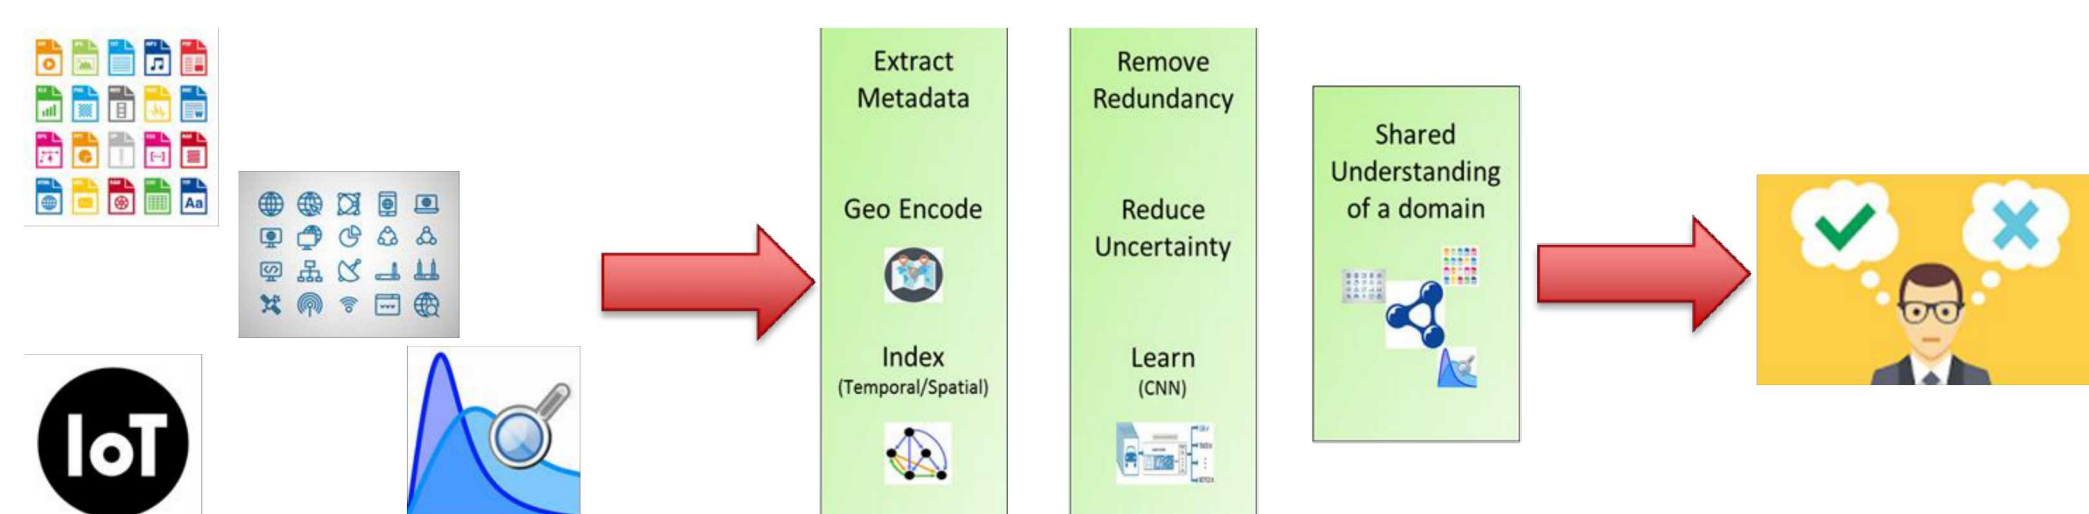 IoT
Extract
Metadata
Geo Encode
Index
(Temporal/Spatial)
Remove
Redundancy
Reduce
Uncertainty
Learn
(CNN)
Shared
Understanding
of a domain
Aa